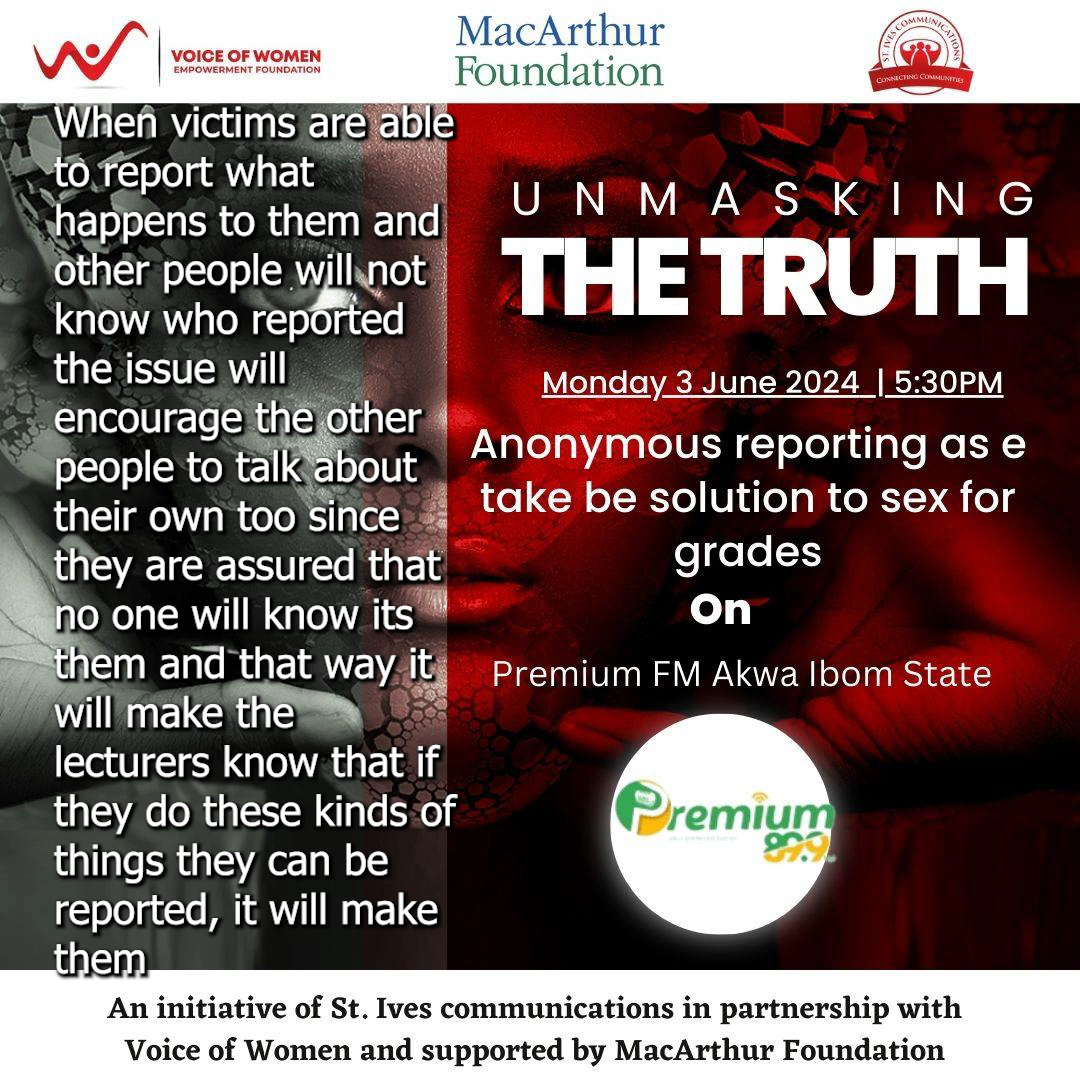 VOICE OF WOMEN
EMPOWERMENT FOUNDATION
MacArthur
Foundation
ST. IVES COMMUNICATIONS
CONNECTING COMMUNITIES
When victims are able
to report what
happens to them and
other people will not
know who reported
the issue will
encourage the other
people to talk about
their own too since
they are assured that
no one will know its
them and that way it
will make the
lecturers know that if
they do these kinds of
things they can be
reported, it will make
them
UNMASKING
THE TRUTH
Monday 3 June 2024 | 5:30PM
Anonymous reporting as e
take be solution to sex for
grades
On
Premium FM Akwa Ibom State
Premium
89.9
An initiative of St. Ives communications in partnership with
Voice of Women and supported by MacArthur Foundation